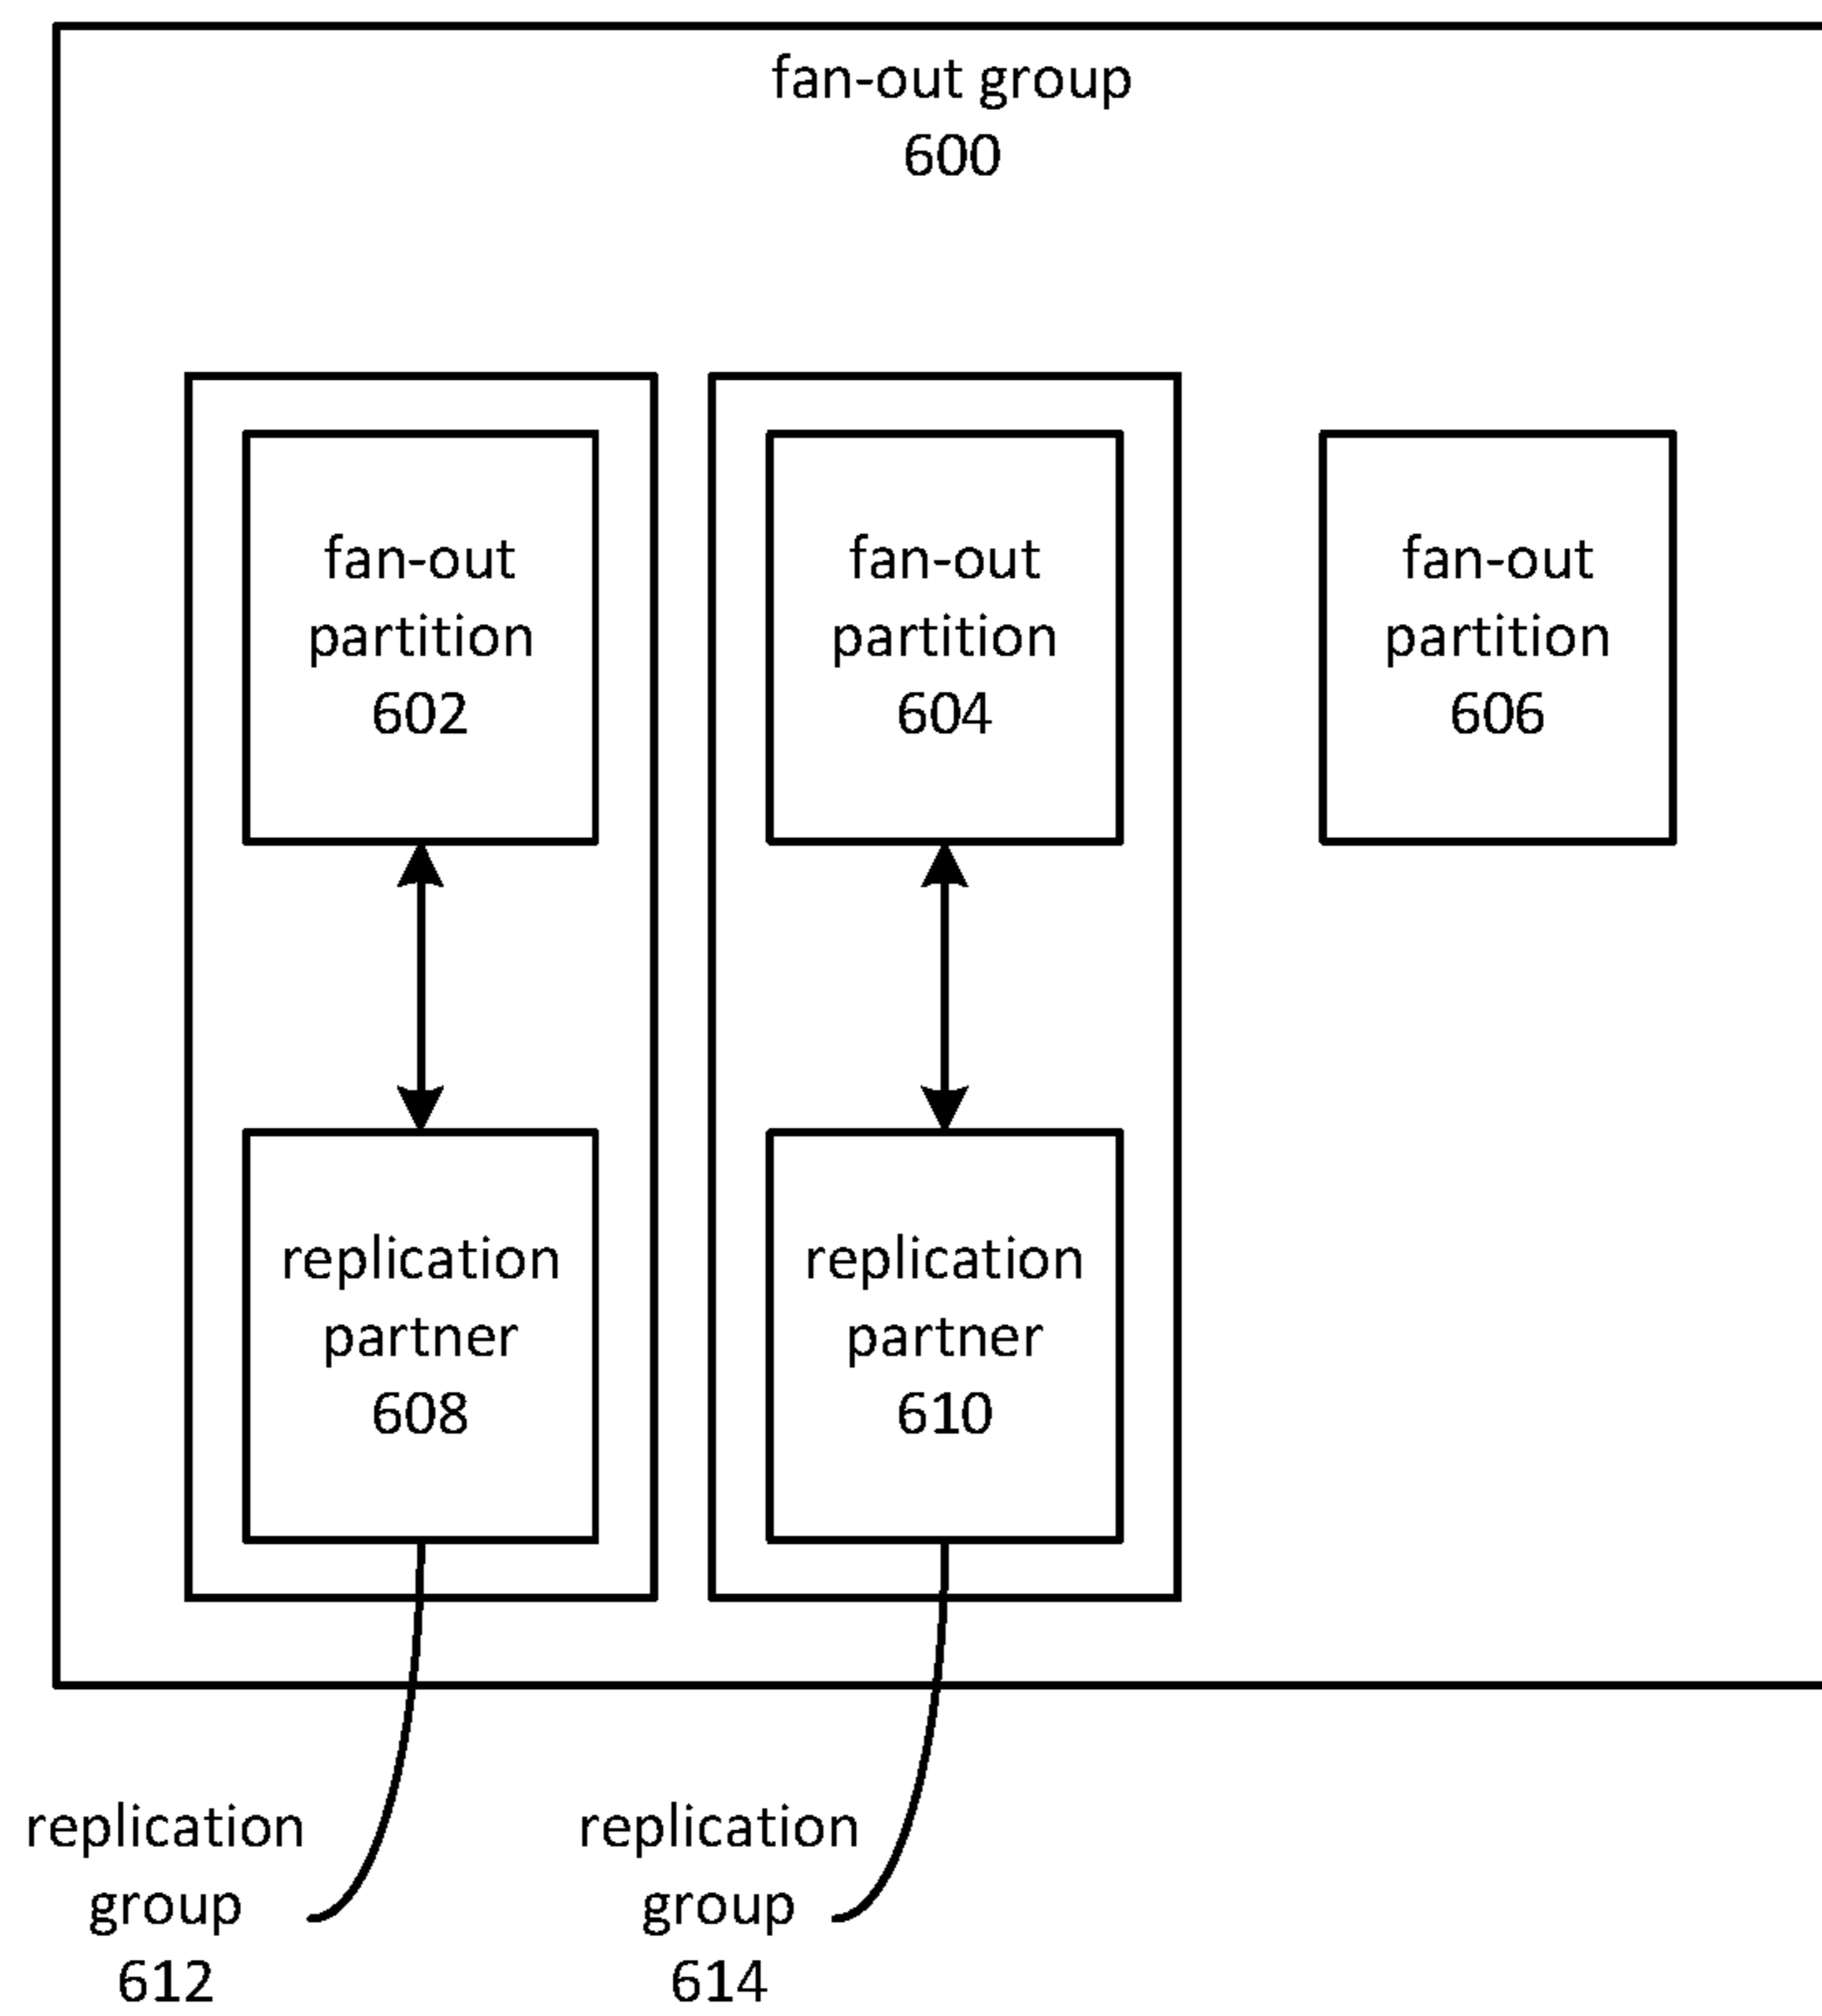 fan-out group
600
fan-out
partition
602
fan-out
partition
604
fan-out
partition
606
replication
partner
608
replication
partner
610
replication
group
612
replication
group
614